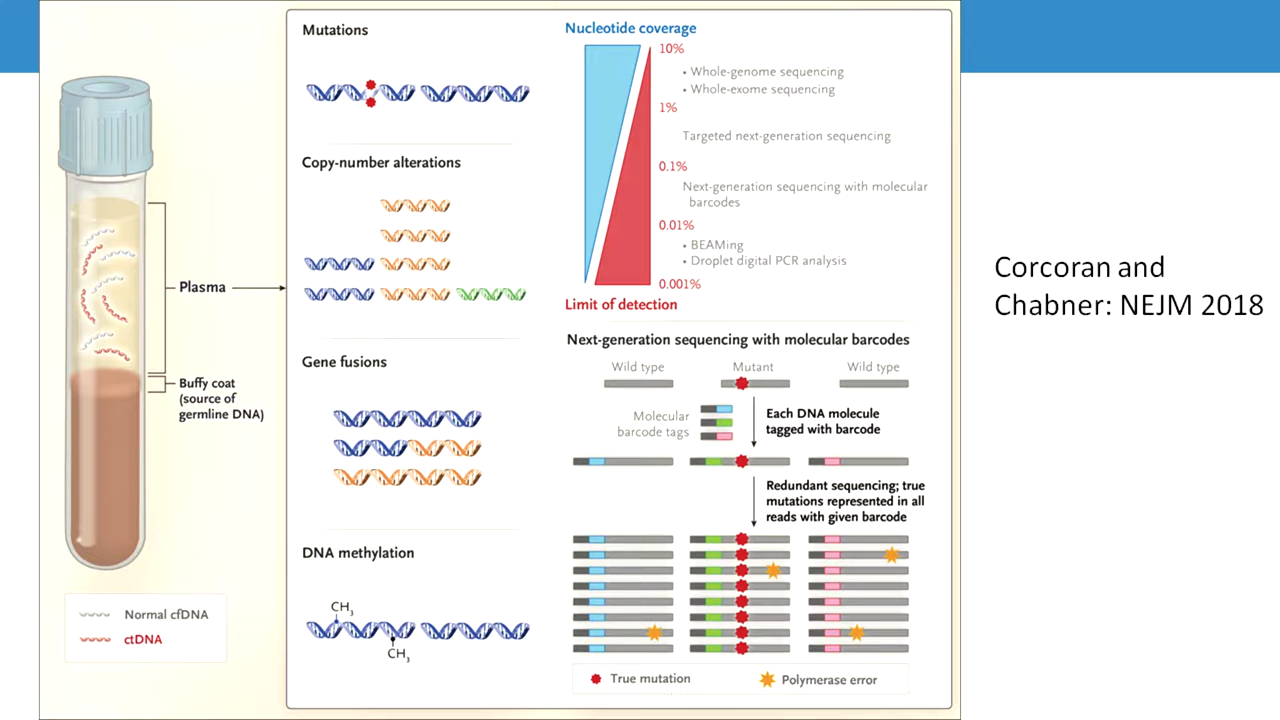 Plasma
Buffy coat
(source of
germline DNA)
Normal cfDNA
ctDNA
Mutations
Copy-number alterations
Gene fusions
DNA methylation
CH3
CH3
Nucleotide coverage
10%
• Whole-genome sequencing
• Whole-exome sequencing
1%
Targeted next-generation sequencing
0.1%
Next-generation sequencing with molecular
barcodes
0.01%
• BEAMing
• Droplet digital PCR analysis
0.001%
Limit of detection
Next-generation sequencing with molecular barcodes
Wild type
Mutant
Wild type
Molecular
barcode tags
Each DNA molecule
tagged with barcode
Redundant sequencing; true
mutations represented in all
reads with given barcode
True mutation
Polymerase error
Corcoran and
Chabner: NEJM 2018